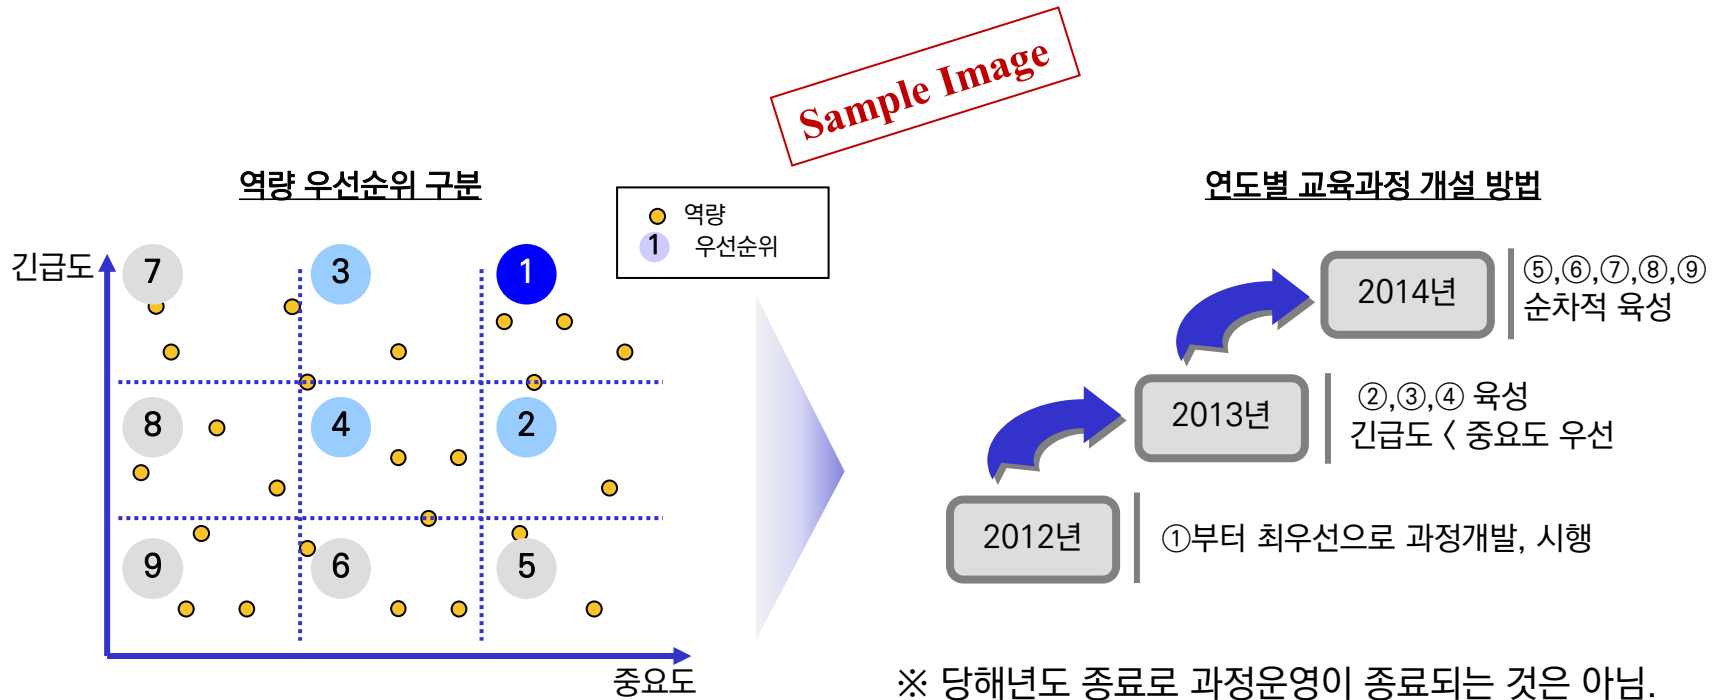 Sample Image
역량 우선순위 구분
역량
1 우선순위
긴급도
7 3 1
8 4 2
9 6 5
중요도
연도별 교육과정 개설 방법
2014년
⑤,⑥,⑦,⑧,⑨
순차적 육성
2013년
②,③,④ 육성
긴급도 < 중요도 우선
2012년
①부터 최우선으로 과정개발, 시행
※ 당해년도 종료로 과정운영이 종료되는 것은 아님.